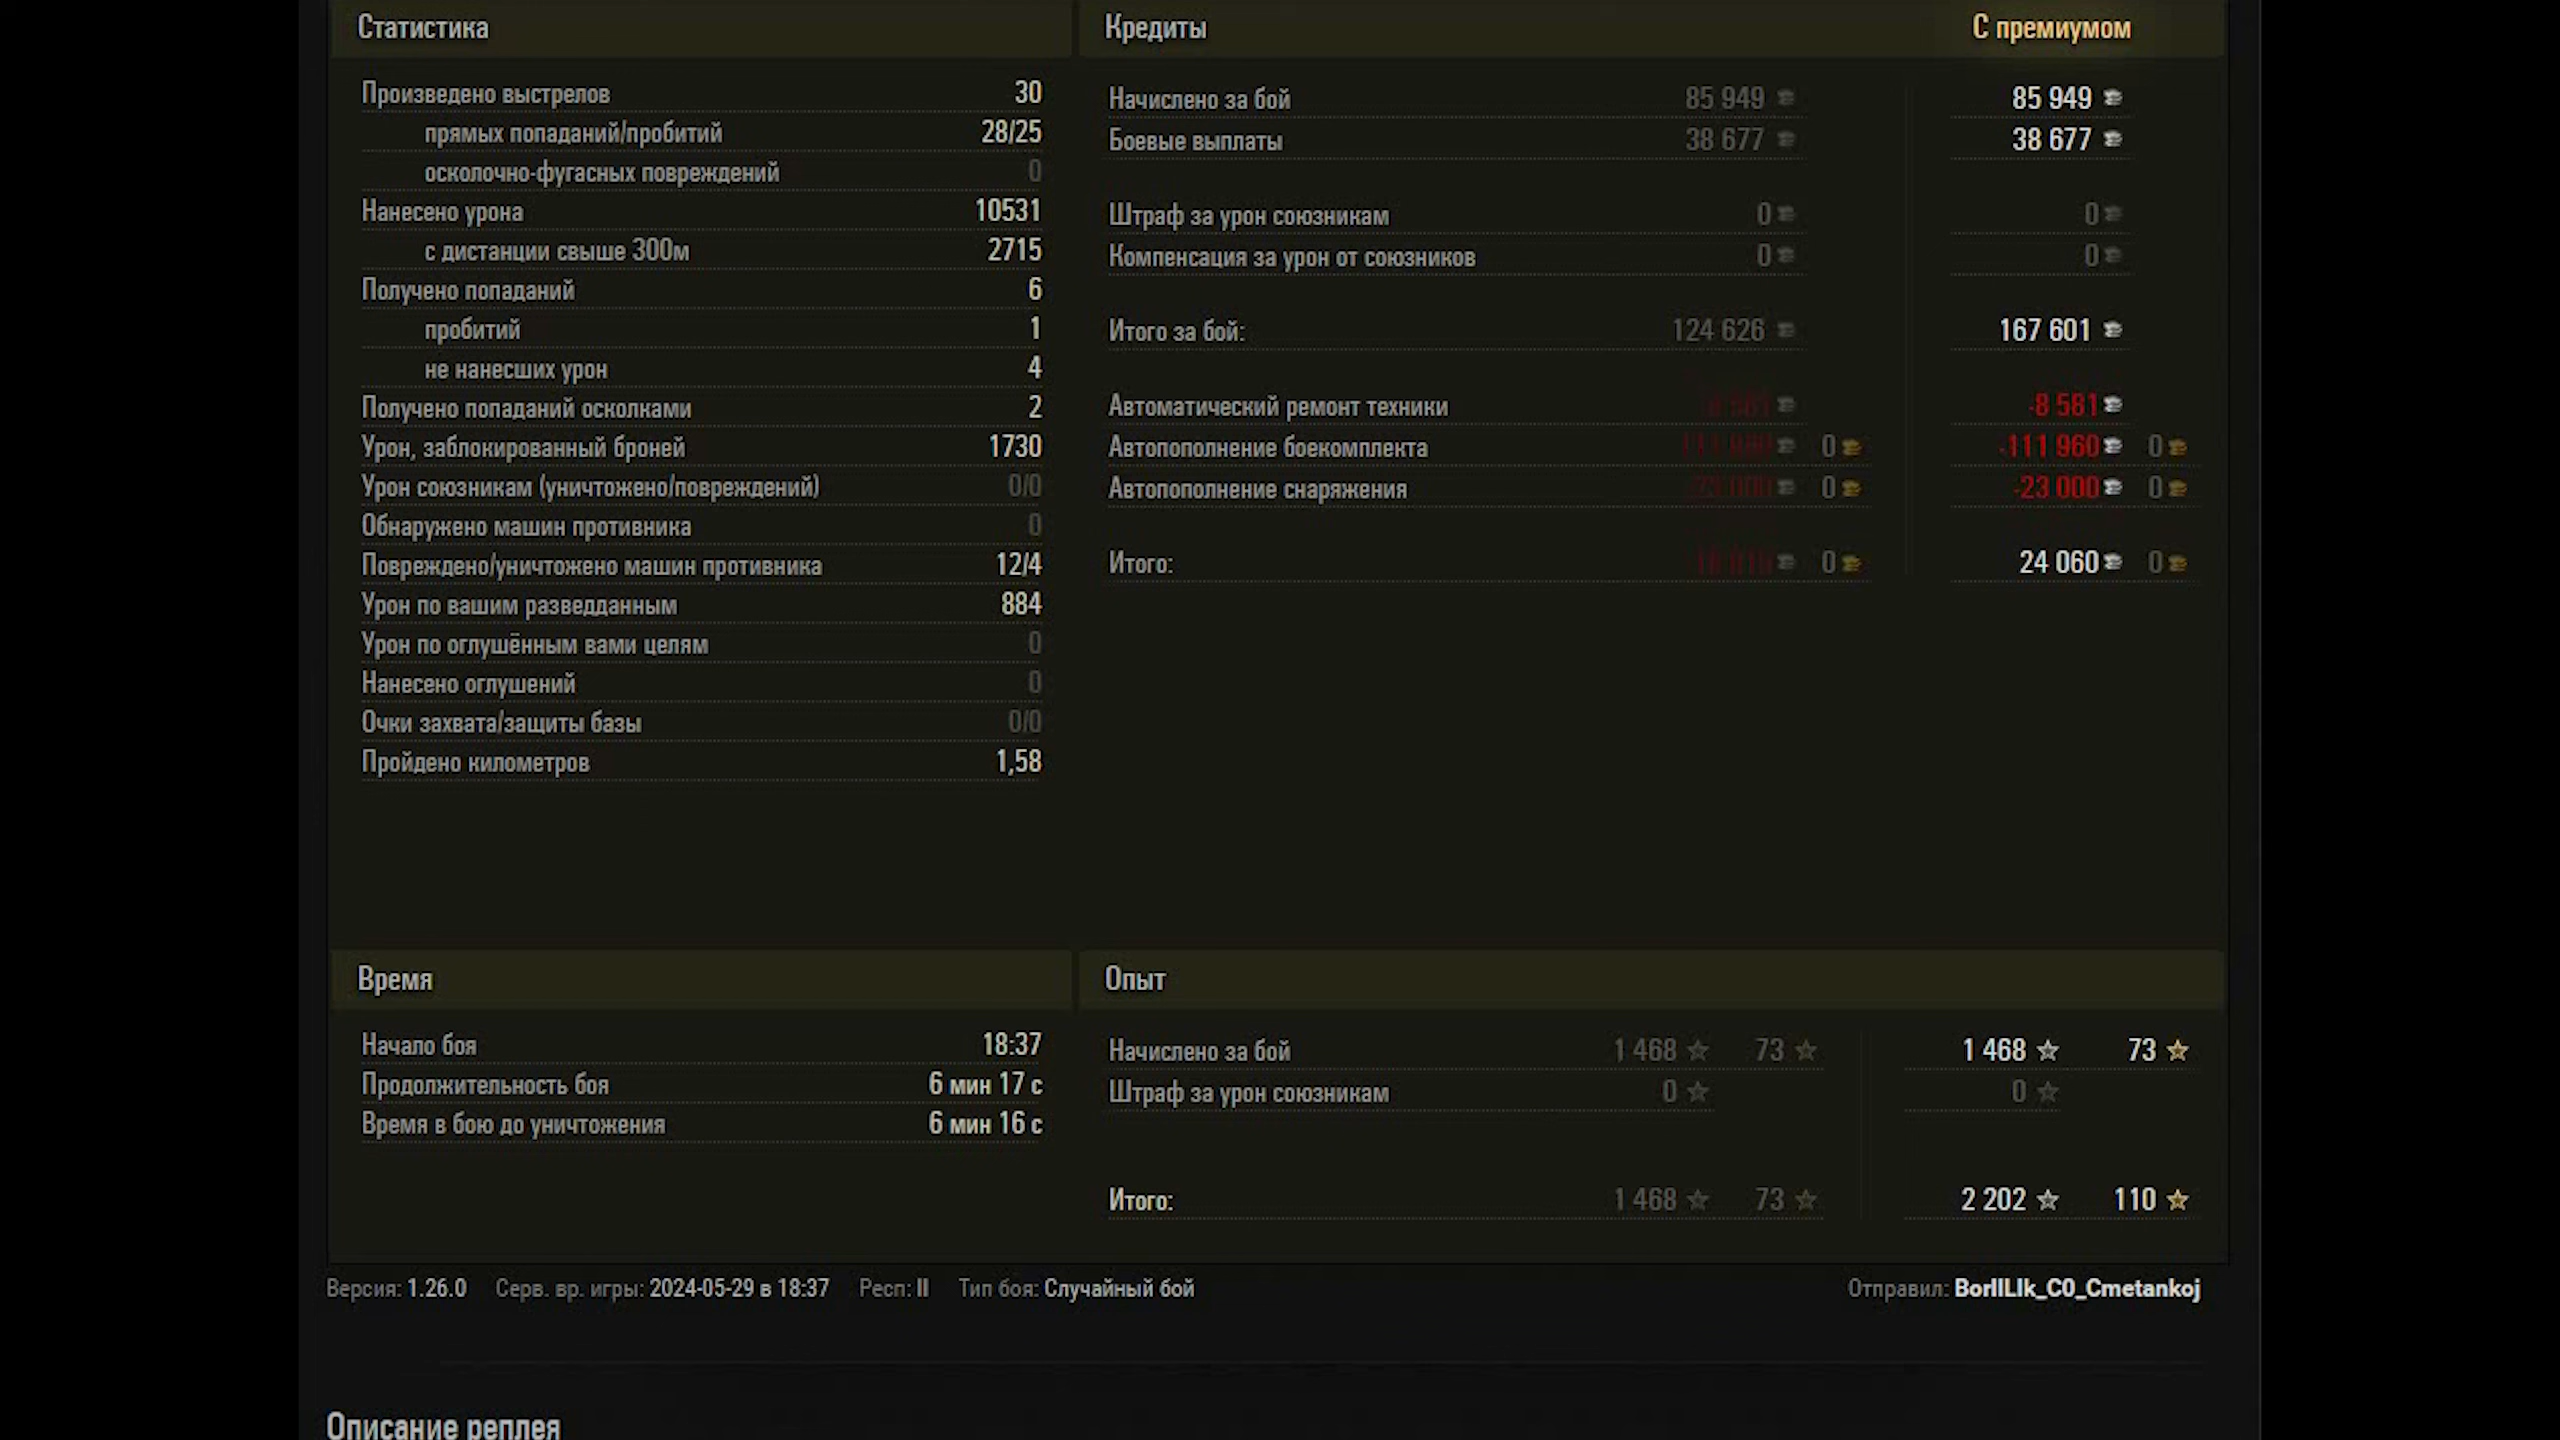 Статистика
Произведено выстрелов 30
прямых попаданий/пробитий 28/25
осколочно-фугасных повреждений 0
Нанесено урона 10531
с дистанции свыше 300м 2715
Получено попаданий 6
пробитий 1
не нанесших урон 4
Получено попаданий осколками 2
Урон, заблокированный броней 1730
Урон союзникам (уничтожено/повреждений) 0/0
Обнаружено машин противника 0
Повреждено/уничтожено машин противника 12/4
Урон по вашим разведданным 884
Урон по оглушённым вами целям 0
Нанесено оглушений 0
Очки захвата/защиты базы 0/0
Пройдено километров 1,58
Кредиты С премиумом
Начислено за бой 85 949 85 949
Боевые выплаты 38 677 38 677
Штраф за урон союзникам 0 0
Компенсация за урон от союзников 0 0
Итого за бой: 124 626 167 601
Автоматический ремонт техники -8 581
Автопополнение боекомплекта 0 -111 960 0
Автопополнение снаряжения 0 -23 000 0
Итого: 0 24 060 0
Время
Начало боя 18:37
Продолжительность боя 6 мин 17 с
Время в бою до уничтожения 6 мин 16 с
Опыт
Начислено за бой 1 468 73 1 468 73
Штраф за урон союзникам 0 0
Итого: 1 468 73 2 202 110
Версия: 1.26.0 Серв. вр. игры: 2024-05-29 в 18:37 Респ: II Тип боя: Случайный бой Отправил: BorIILIk_C0_Cmetankoj
Описание реплея